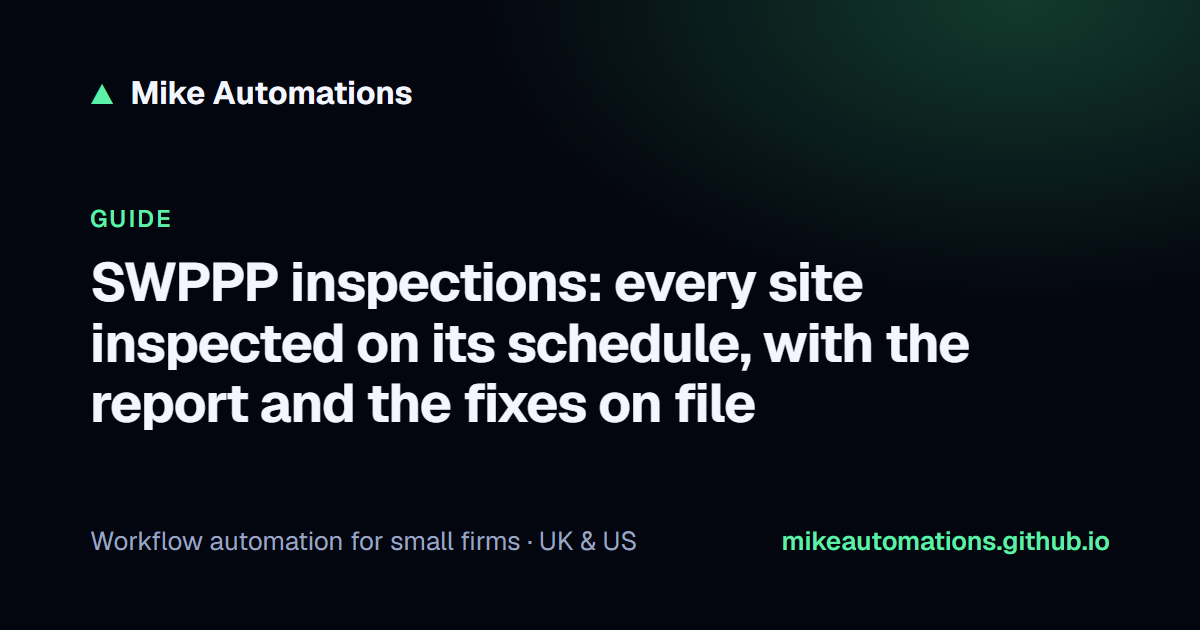 Mike Automations
GUIDE
SWPPP inspections: every site
inspected on its schedule, with the
report and the fixes on file
Workflow automation for small firms · UK & US
mikeautomations.github.io